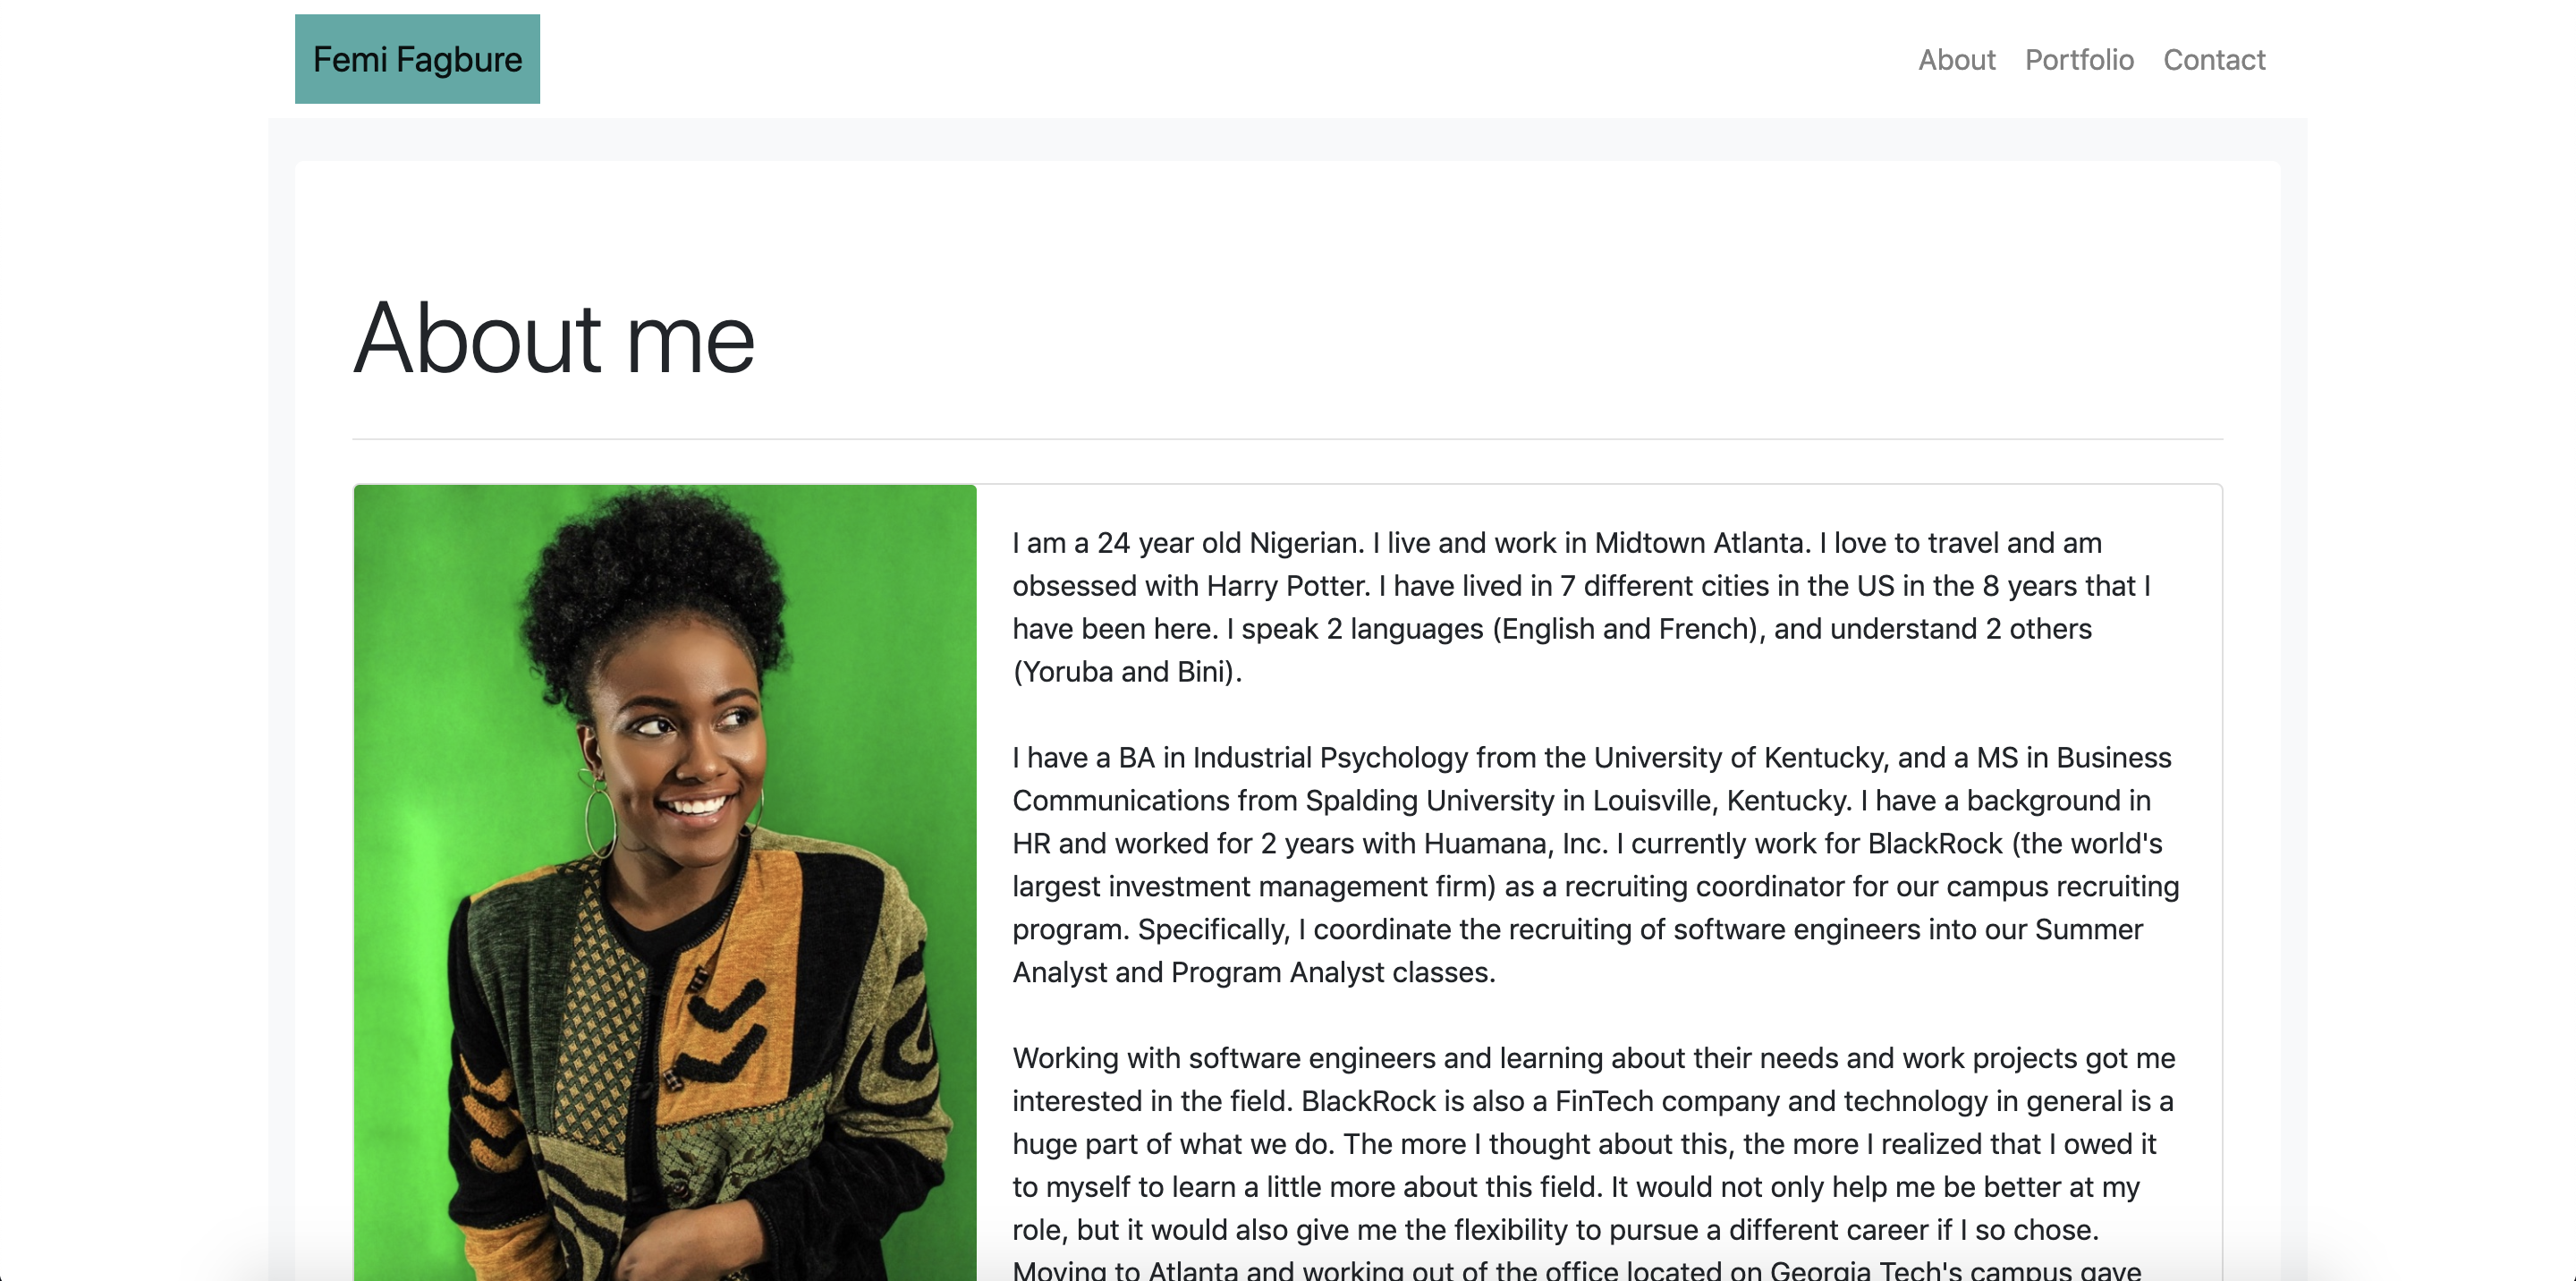 Femi Fagbure
About Portfolio Contact
About me
I am a 24 year old Nigerian. I live and work in Midtown Atlanta. I love to travel and am
obsessed with Harry Potter. I have lived in 7 different cities in the US in the 8 years that I
have been here. I speak 2 languages (English and French), and understand 2 others
(Yoruba and Bini).
I have a BA in Industrial Psychology from the University of Kentucky, and a MS in Business
Communications from Spalding University in Louisville, Kentucky. I have a background in
HR and worked for 2 years with Huamana, Inc. I currently work for BlackRock (the world's
largest investment management firm) as a recruiting coordinator for our campus recruiting
program. Specifically, I coordinate the recruiting of software engineers into our Summer
Analyst and Program Analyst classes.
Working with software engineers and learning about their needs and work projects got me
interested in the field. BlackRock is also a FinTech company and technology in general is a
huge part of what we do. The more I thought about this, the more I realized that I owed it
to myself to learn a little more about this field. It would not only help me be better at my
role, but it would also give me the flexibility to pursue a different career if I so chose.
Moving to Atlanta and working out of the office located on Georgia Tech's campus gave